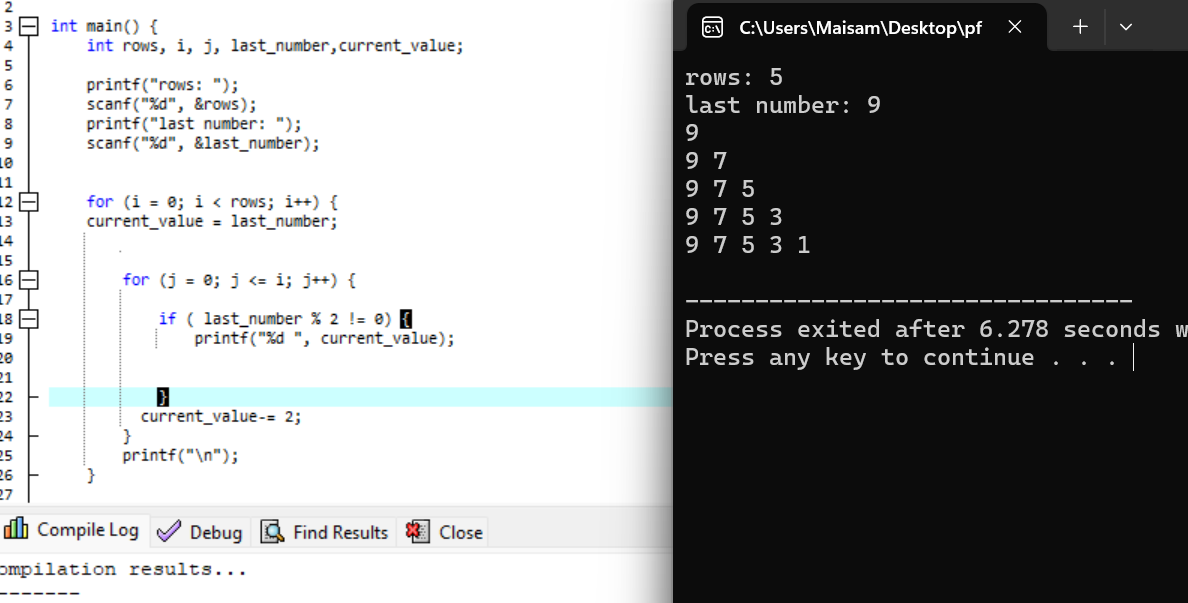 2
3 int main() {
4 int rows, i, j, last_number,current_value;
5
6 printf("rows: ");
7 scanf("%d", &rows);
8 printf("last number: ");
9 scanf("%d", &last_number);
10
11
12 for (i = 0; i < rows; i++) {
13 current_value = last_number;
14
15
16 for (j = 0; j <= i; j++) {
17
18 if ( last_number % 2 != 0) {
19 printf("%d ", current_value);
20
21
22 }
23 current_value-= 2;
24 }
25 printf("\n");
26 }
27
Compile Log Debug Find Results Close
ompilation results...
-------
C:\Users\Maisam\Desktop\pf
rows: 5
last number: 9
9
9 7
9 7 5
9 7 5 3
9 7 5 3 1
--------------------------------
Process exited after 6.278 seconds w
Press any key to continue . . .